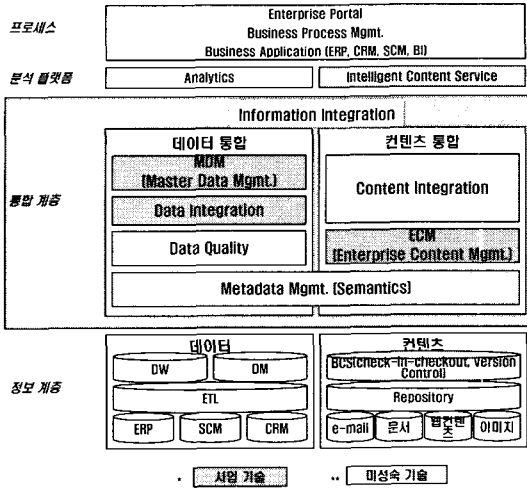 프로세스
Enterprise Portal
Business Process Mgmt.
Business Application (ERP, CRM, SCM, BI)
분석 플랫폼
Analytics
Intelligent Content Service
Information Integration
통합 계층
데이터 통합
MDM
(Master Data Mgmt.)
Data Integration
Data Quality
컨텐츠 통합
Content Integration
ECM
(Enterprise Content Mgmt.)
Metadata Mgmt. (Semantics)
정보 계층
데이터
DW
DM
ETL
ERP
SCM
CRM
컨텐츠
BCS(check-in-checkout, Version
Control)
Repository
e-mail
문서
웹컨텐
츠
이미지
* 사업 기술
** 미성숙 기술